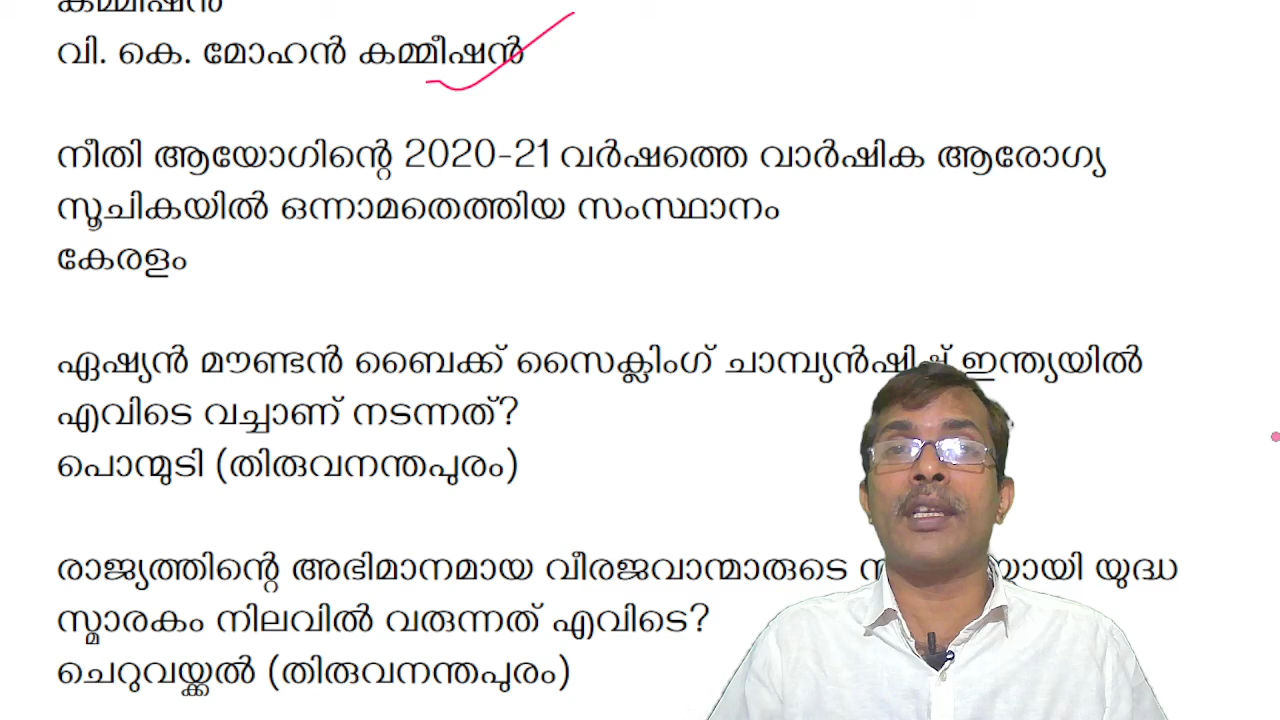 കമ്മീഷൻ
വി. കെ. മോഹൻ കമ്മീഷൻ
നീതി ആയോഗിന്റെ 2020-21 വർഷത്തെ വാർഷിക ആരോഗ്യ
സൂചികയിൽ ഒന്നാമതെത്തിയ സംസ്ഥാനം
കേരളം
ഏഷ്യൻ മൗണ്ടൻ ബൈക്ക് സൈക്ലിംഗ് ചാമ്പ്യൻഷിപ്പ് ഇന്ത്യയിൽ
എവിടെ വച്ചാണ് നടന്നത്?
പൊന്മുടി (തിരുവനന്തപുരം)
രാജ്യത്തിന്റെ അഭിമാനമായ വീരജവാന്മാരുടെ യുദ്ധ
സ്മാരകം നിലവിൽ വരുന്നത് എവിടെ?
ചെറുവയ്ക്കൽ (തിരുവനന്തപുരം)